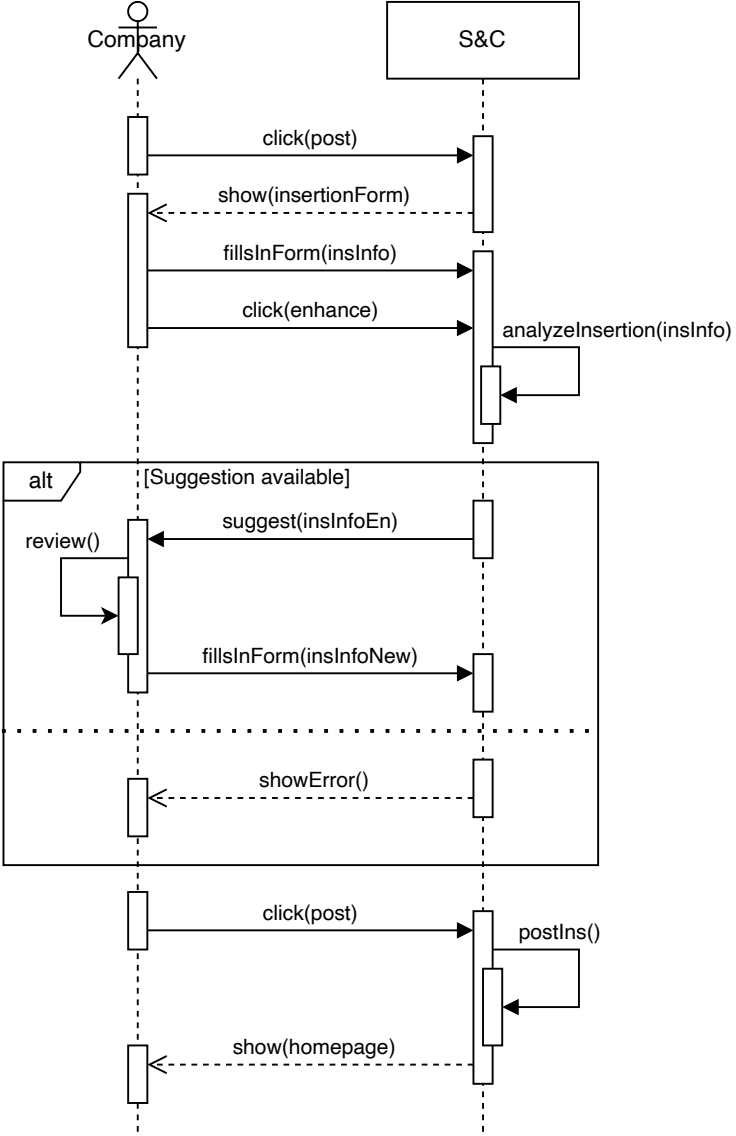 Company
S&C
click(post)
show(insertionForm)
fillsInForm(insInfo)
click(enhance)
analyzeInsertion(insInfo)
alt
[Suggestion available]
suggest(insInfoEn)
review()
fillsInForm(insInfoNew)
showError()
click(post)
postIns()
show(homepage)